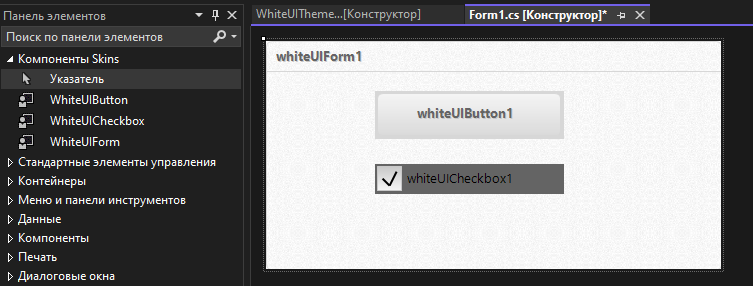 Панель элементов
Поиск по панели элементов
Компоненты Skins
Указатель
WhiteUIButton
WhiteUICheckbox
WhiteUIForm
Стандартные элементы управления
Контейнеры
Меню и панели инструментов
Данные
Компоненты
Печать
Диалоговые окна
WhiteUITheme...[Конструктор]
Form1.cs [Конструктор]*
whiteUIForm1
whiteUIButton1
whiteUICheckbox1